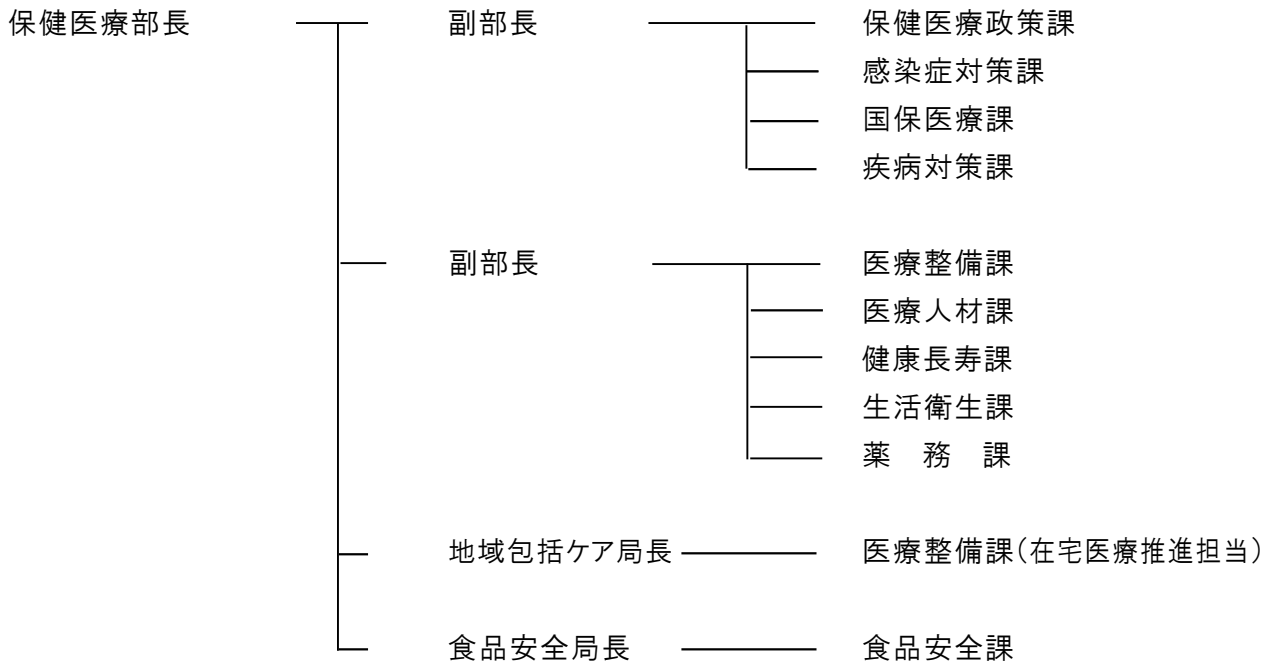 保健医療部長 副部長 保健医療政策課
感染症対策課
国保医療課
疾病対策課
副部長 医療整備課
医療人材課
健康長寿課
生活衛生課
薬　務　課
地域包括ケア局長 医療整備課(在宅医療推進担当)
食品安全局長 食品安全課